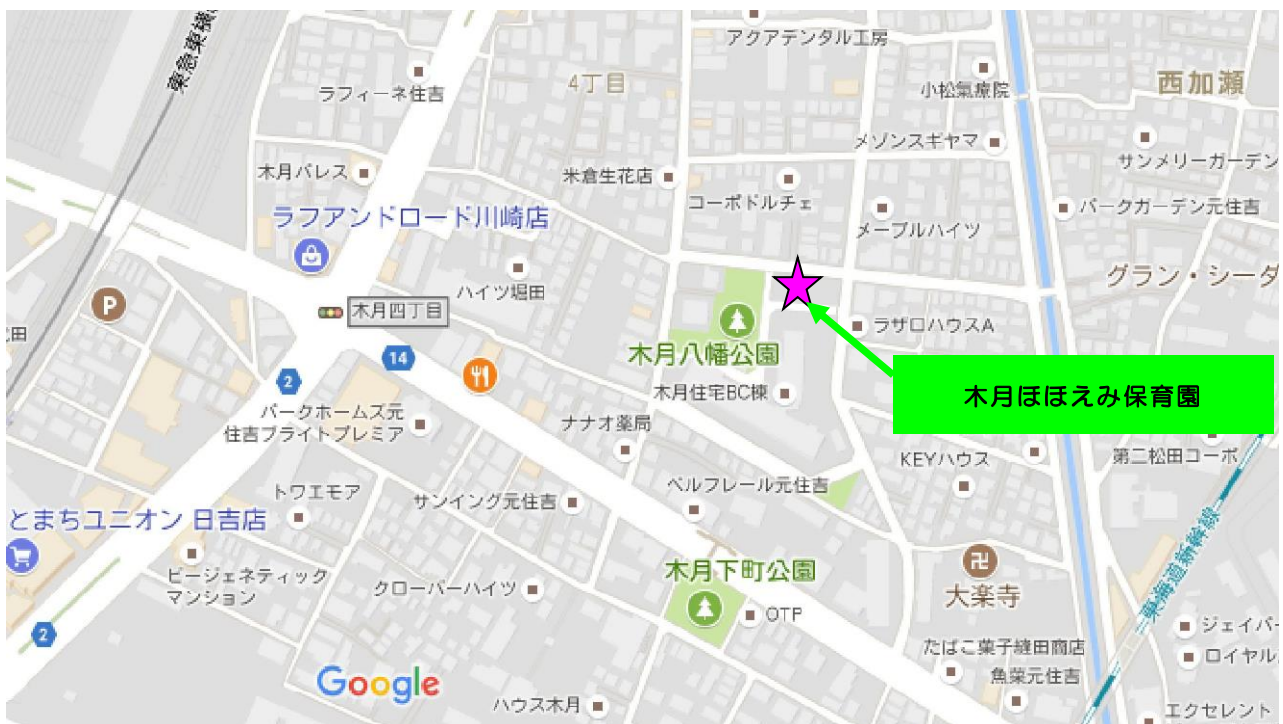 アクアデンタル工房
東急東横
ラフィーネ住吉
4丁目
小松氣療院
西加瀬
メゾンスギヤマ
サンメリーガーデン
木月パレス
米倉生花店
コーポドルチェ
パークガーデン元住吉
ラフアンドロード川崎店
メープルハイツ
グラン・シーダ
ハイツ堀田
P
木月四丁目
ラザロハウスA
田
14
木月八幡公園
2
木月住宅BC棟
木月ほほえみ保育園
パークホームズ元
住吉ブライトプレミア
ナナオ薬局
KEYハウス
第二松田コーポ
トワエモア
サンイング元住吉
ベルフレール元住吉
とまちユニオン 日吉店
東海道新幹線
ビージェネティック
マンション
クローバーハイツ
木月下町公園
卍
大楽寺
OTP
2
ジェイパー
たばこ菓子縫田商店
ロイヤル
魚菜元住吉
Google
ハウス木月
エクセレント